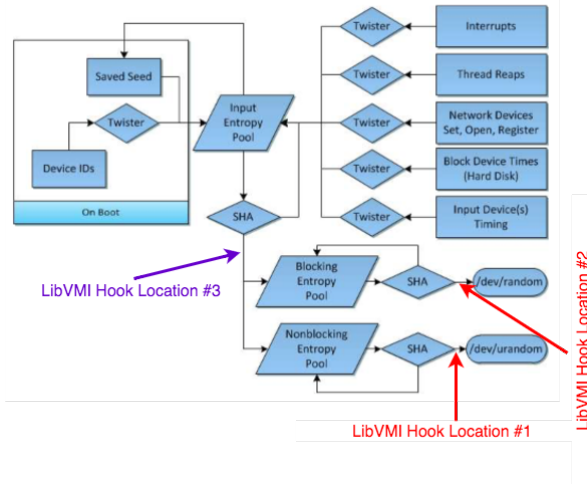 Twister
Interrupts
Saved Seed
Twister
Thread Reaps
Input
Entropy
Pool
Twister
Twister
Network Devices
Set, Open, Register
Device IDs
Twister
Block Device Times
(Hard Disk)
On Boot
SHA
Twister
Input Device(s)
Timing
LibVMI Hook Location #3
Blocking
Entropy
Pool
SHA
/dev/random
LibVMI Hook Location #2
Nonblocking
Entropy
Pool
SHA
/dev/urandom
LibVMI Hook Location #1